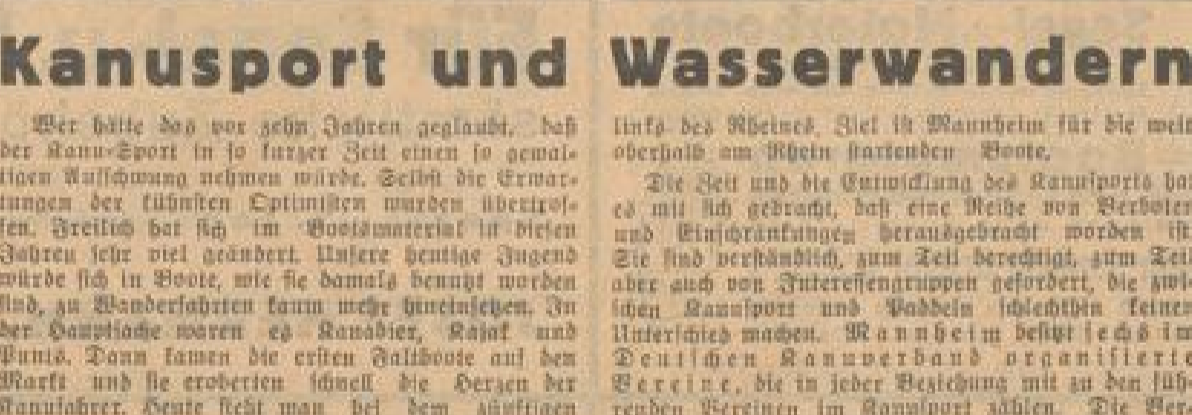 Kanusport und Wasserwandern
Wer hätte das vor zehn Jahren geglaubt, daß
der Kanu-Sport in so kurzer Zeit einen so gewal-
tigen Aufschwung nehmen würde. Selbst die Erwar-
tungen der kühnsten Optimisten wurden übertrof-
fen. Freilich hat sich im Bootsmaterial in diesen
Jahren sehr viel geändert. Unsere heutige Jugend
würde sich in Boote, wie sie damals benutzt worden
sind, zu Wanderfahrten kaum mehr hineinsetzen. In
der Hauptsache waren es Kanadier, Kajak und
Punts. Dann kamen die ersten Faltboote auf den
Markt und sie eroberten schnell die Herzen der
Kanufahrer. Heute sieht man bei dem zünftigen
links des Rheines. Ziel ist Mannheim für die weit
oberhalb am Rhein startenden Boote.
Die Zeit und die Entwicklung des Kanusports hat
es mit sich gebracht, daß eine Reihe von Verboten
und Einschränkungen herausgebracht worden ist.
Sie sind verständlich, zum Teil berechtigt, zum Teil
aber auch von Interessengruppen gefordert, die zwi-
schen Kanusport und Paddeln schlechthin keinen
Unterschied machen. Mannheim besitzt sechs im
Deutschen Kanuverband organisierte
Vereine, die in jeder Beziehung mit zu den füh-
renden Vereinen im Kanusport zählen. Die Ver-